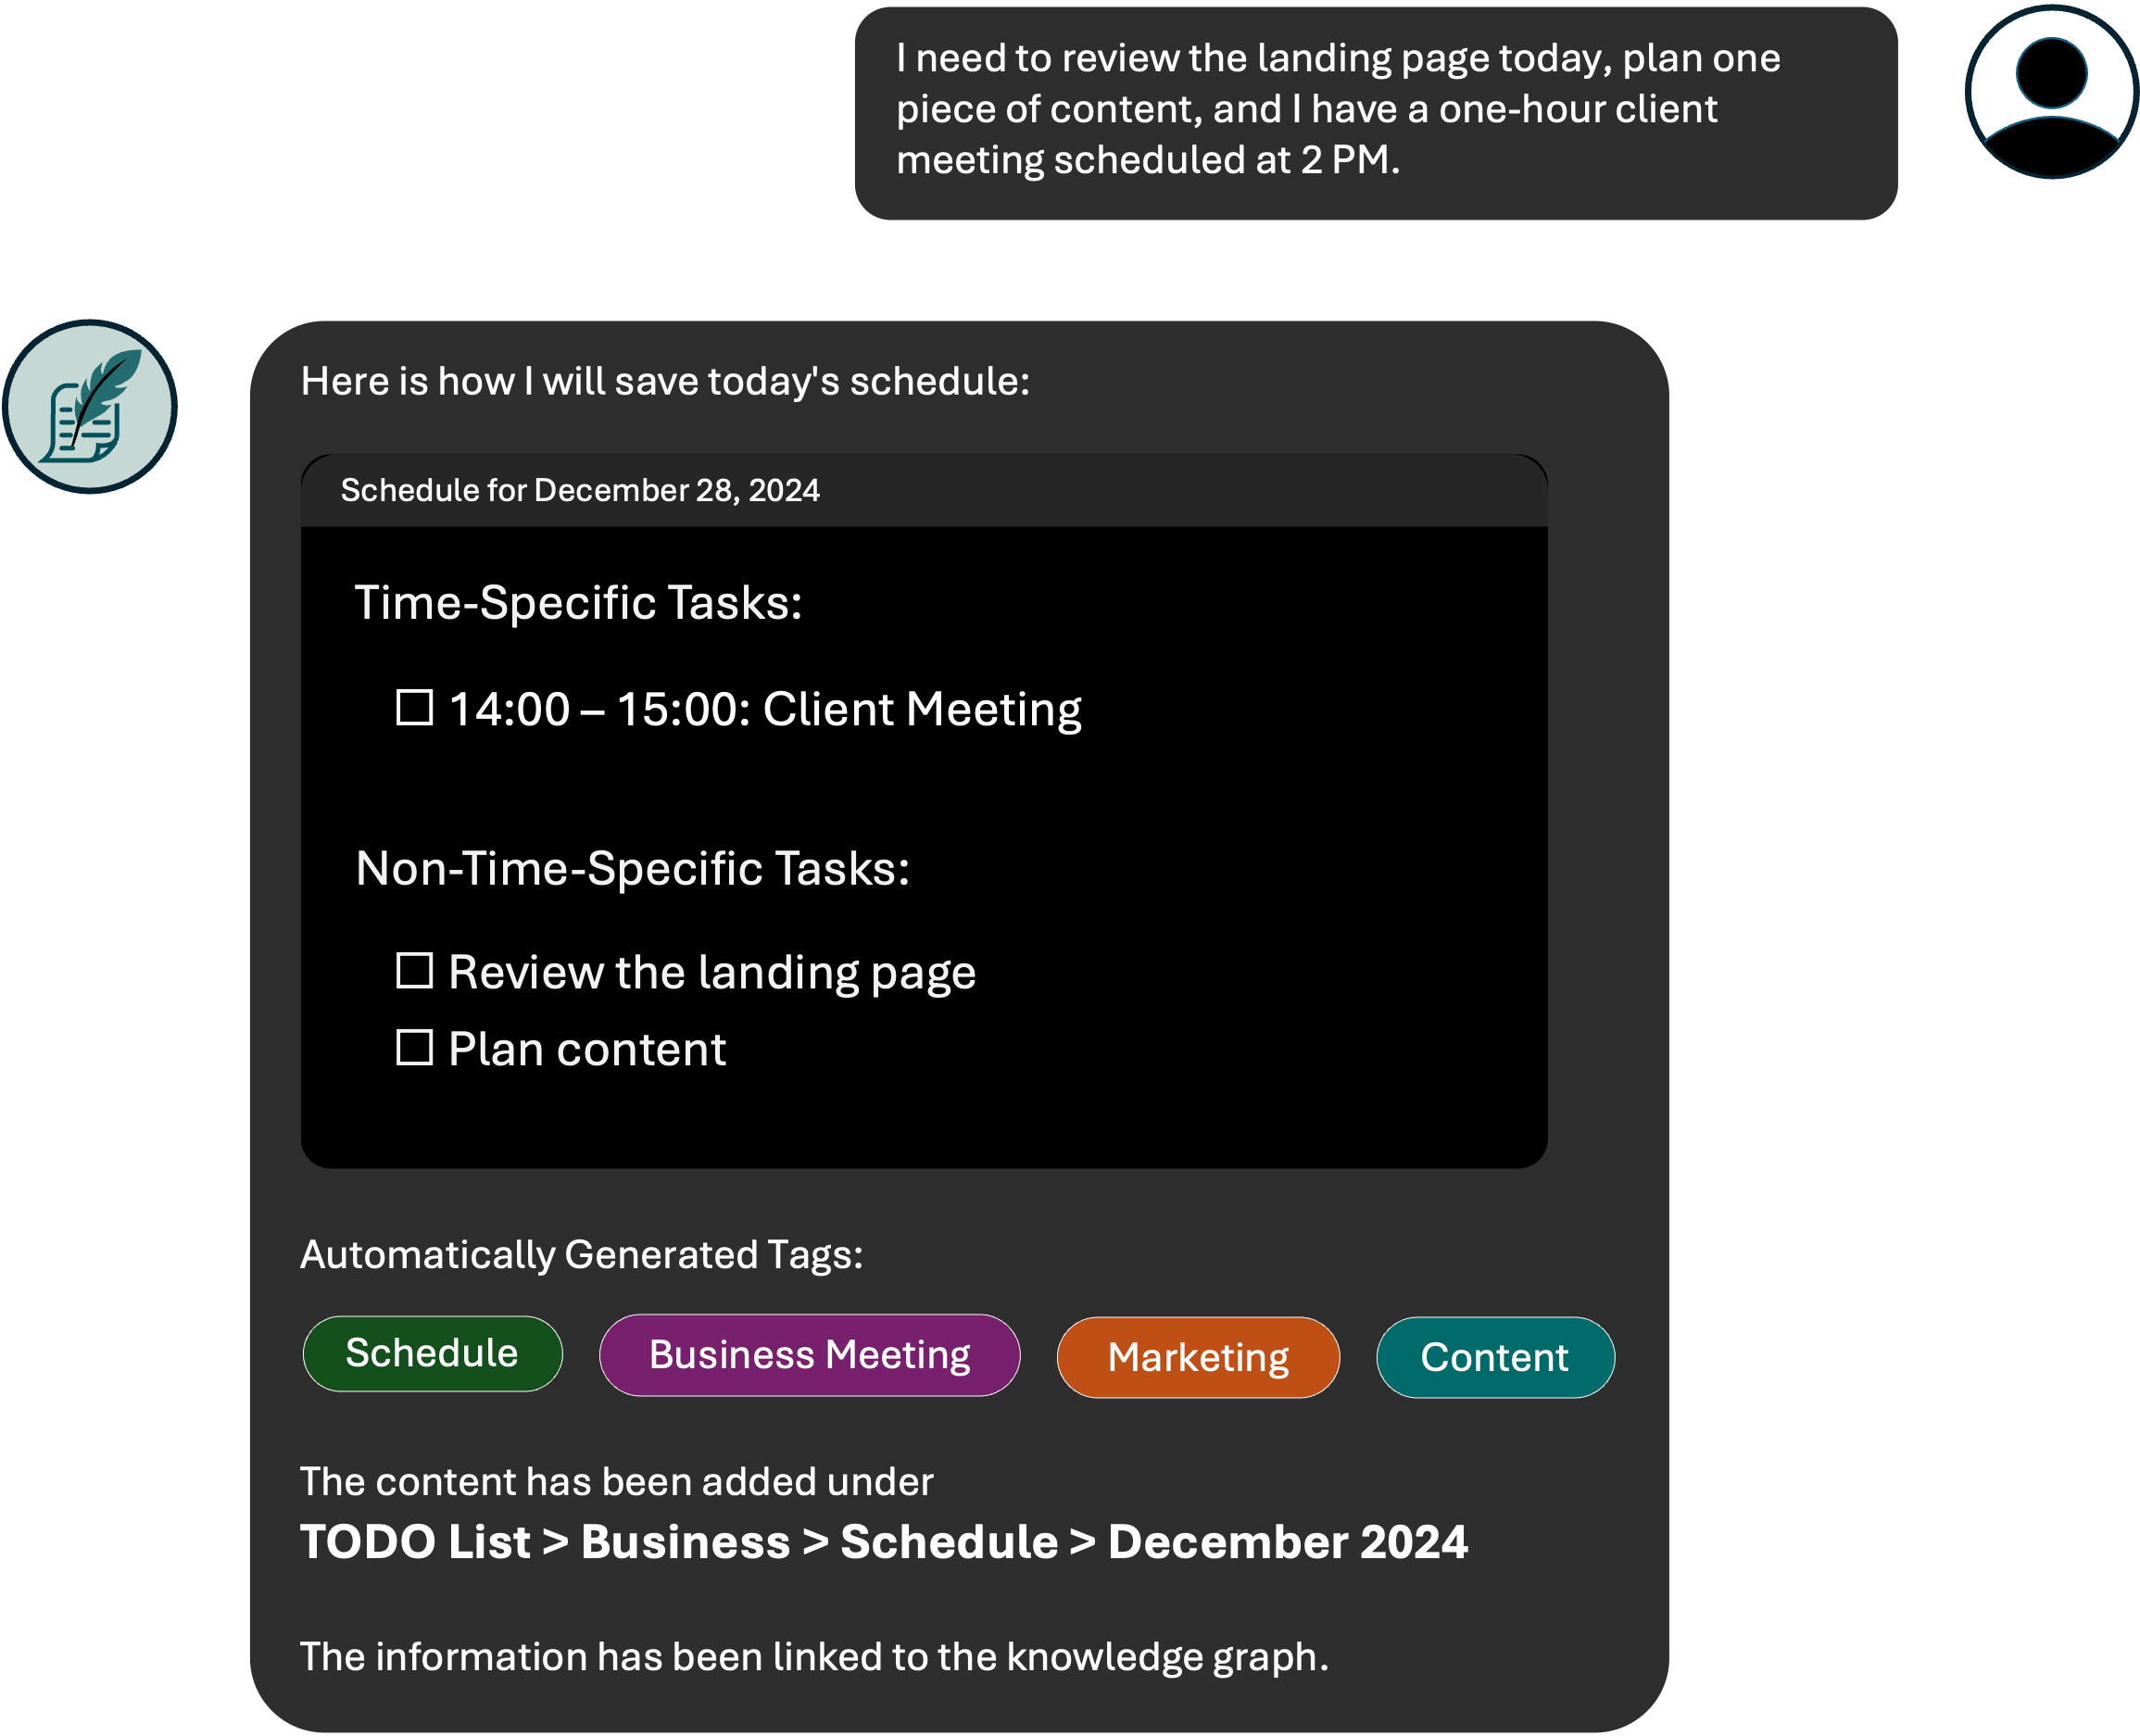 I need to review the landing page today, plan one
piece of content, and I have a one-hour client
meeting scheduled at 2 PM.
Here is how I will save today's schedule:
Schedule for December 28, 2024
Time-Specific Tasks:
☐ 14:00 – 15:00: Client Meeting
Non-Time-Specific Tasks:
☐ Review the landing page
☐ Plan content
Automatically Generated Tags:
Schedule Business Meeting Marketing Content
The content has been added under
TODO List > Business > Schedule > December 2024
The information has been linked to the knowledge graph.